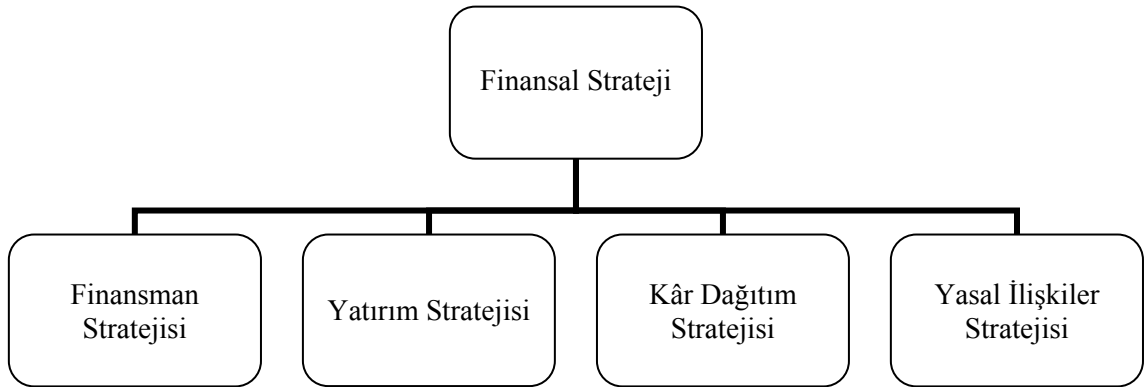 Finansal Strateji
Finansman
Stratejisi
Yatırım Stratejisi
Kâr Dağıtım
Stratejisi
Yasal İlişkiler
Stratejisi